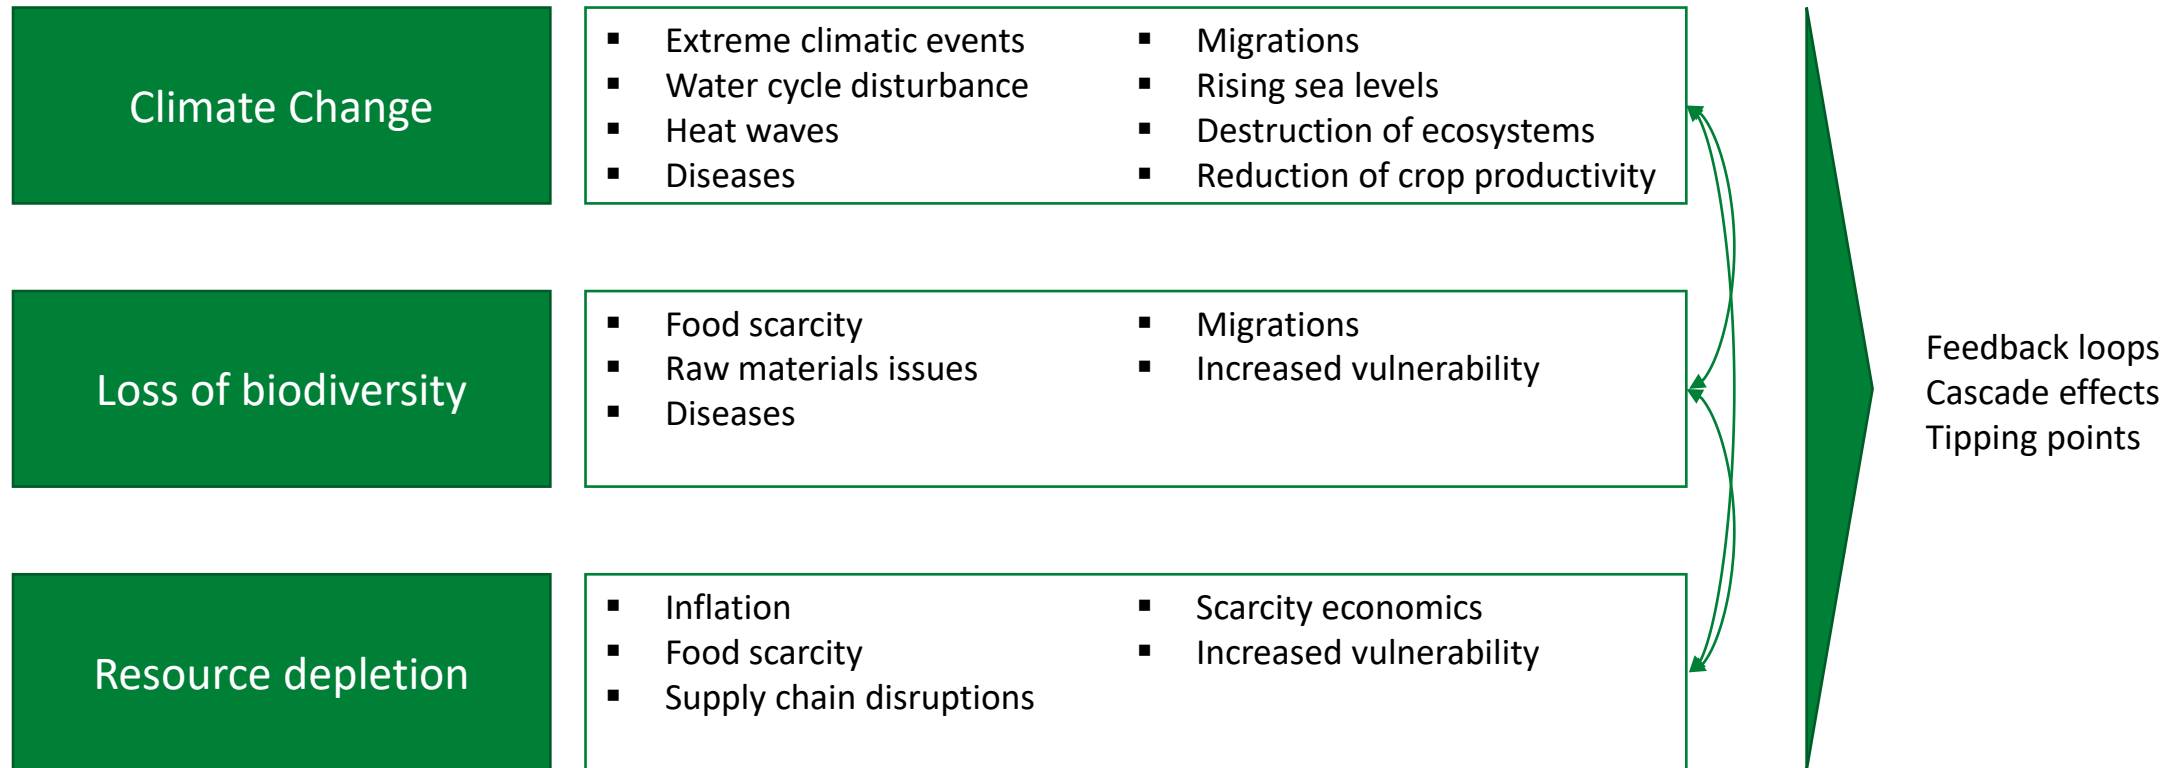 Climate Change
▪ Extreme climatic events
▪ Water cycle disturbance
▪ Heat waves
▪ Diseases
▪ Migrations
▪ Rising sea levels
▪ Destruction of ecosystems
▪ Reduction of crop productivity
Loss of biodiversity
▪ Food scarcity
▪ Raw materials issues
▪ Diseases
▪ Migrations
▪ Increased vulnerability
Resource depletion
▪ Inflation
▪ Food scarcity
▪ Supply chain disruptions
▪ Scarcity economics
▪ Increased vulnerability
Feedback loops
Cascade effects
Tipping points